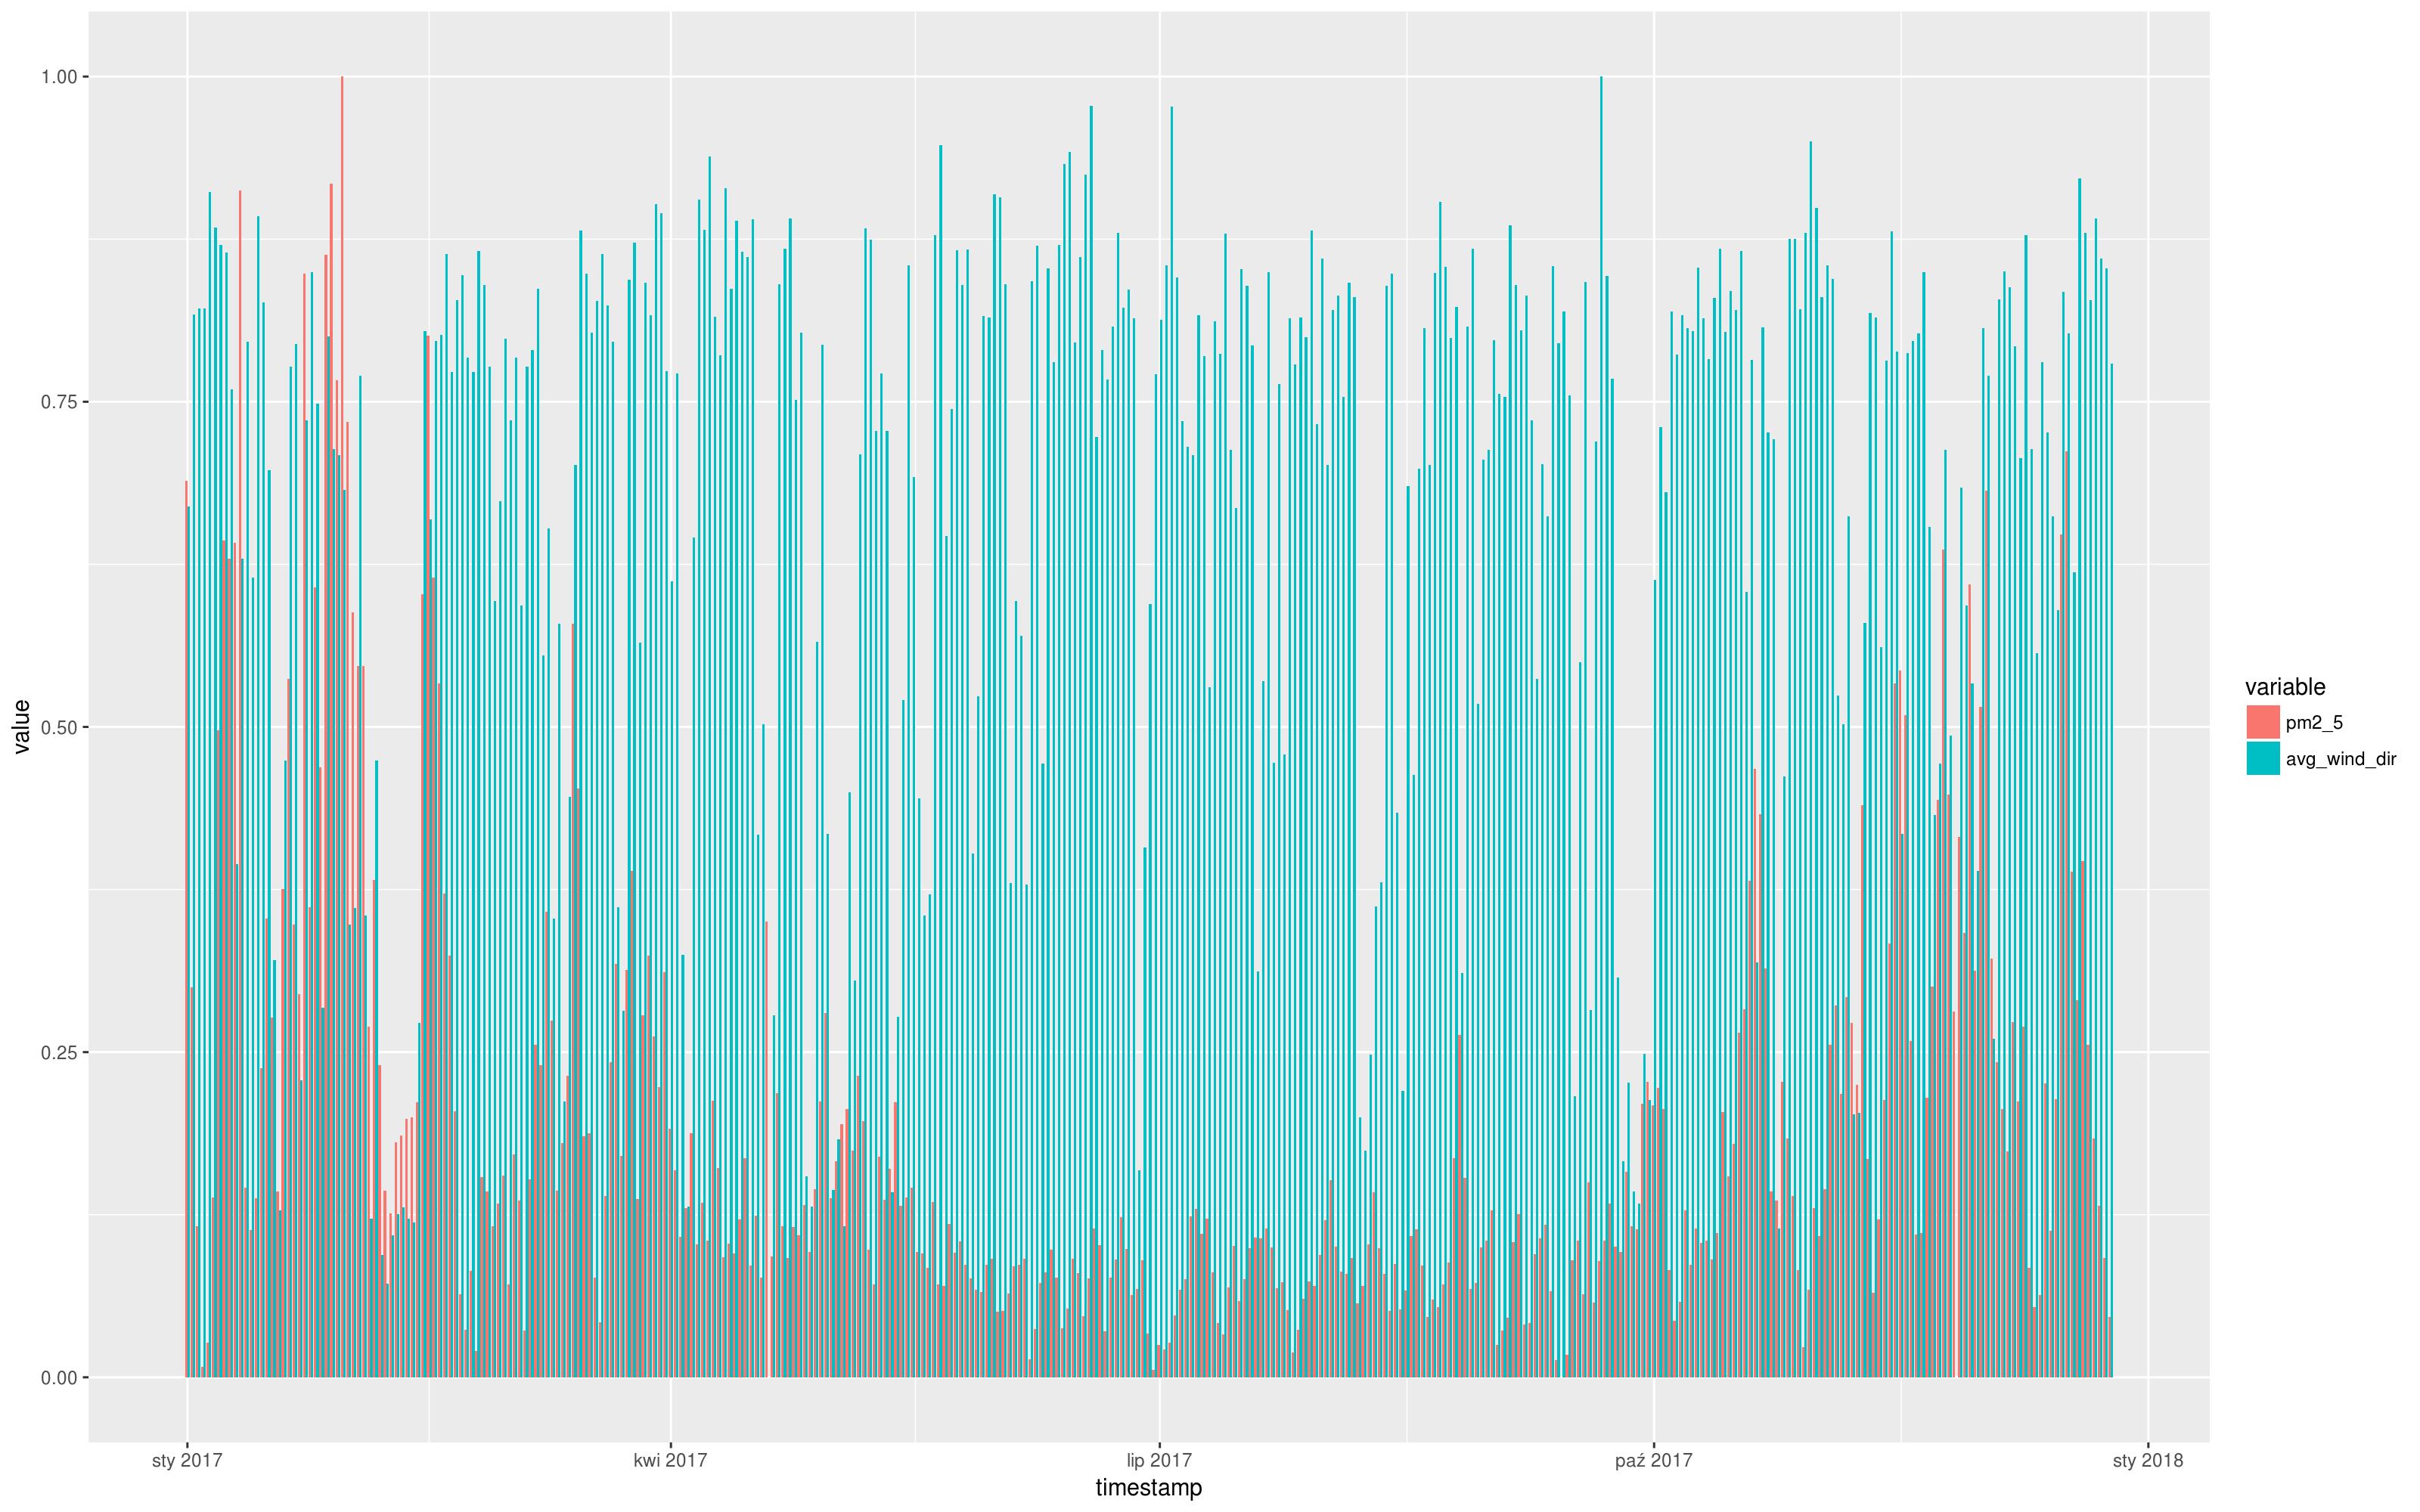 1.00
0.75
0.50
0.25
0.00
value
sty 2017
kwi 2017
lip 2017
paź 2017
sty 2018
timestamp
variable
pm2_5
avg_wind_dir